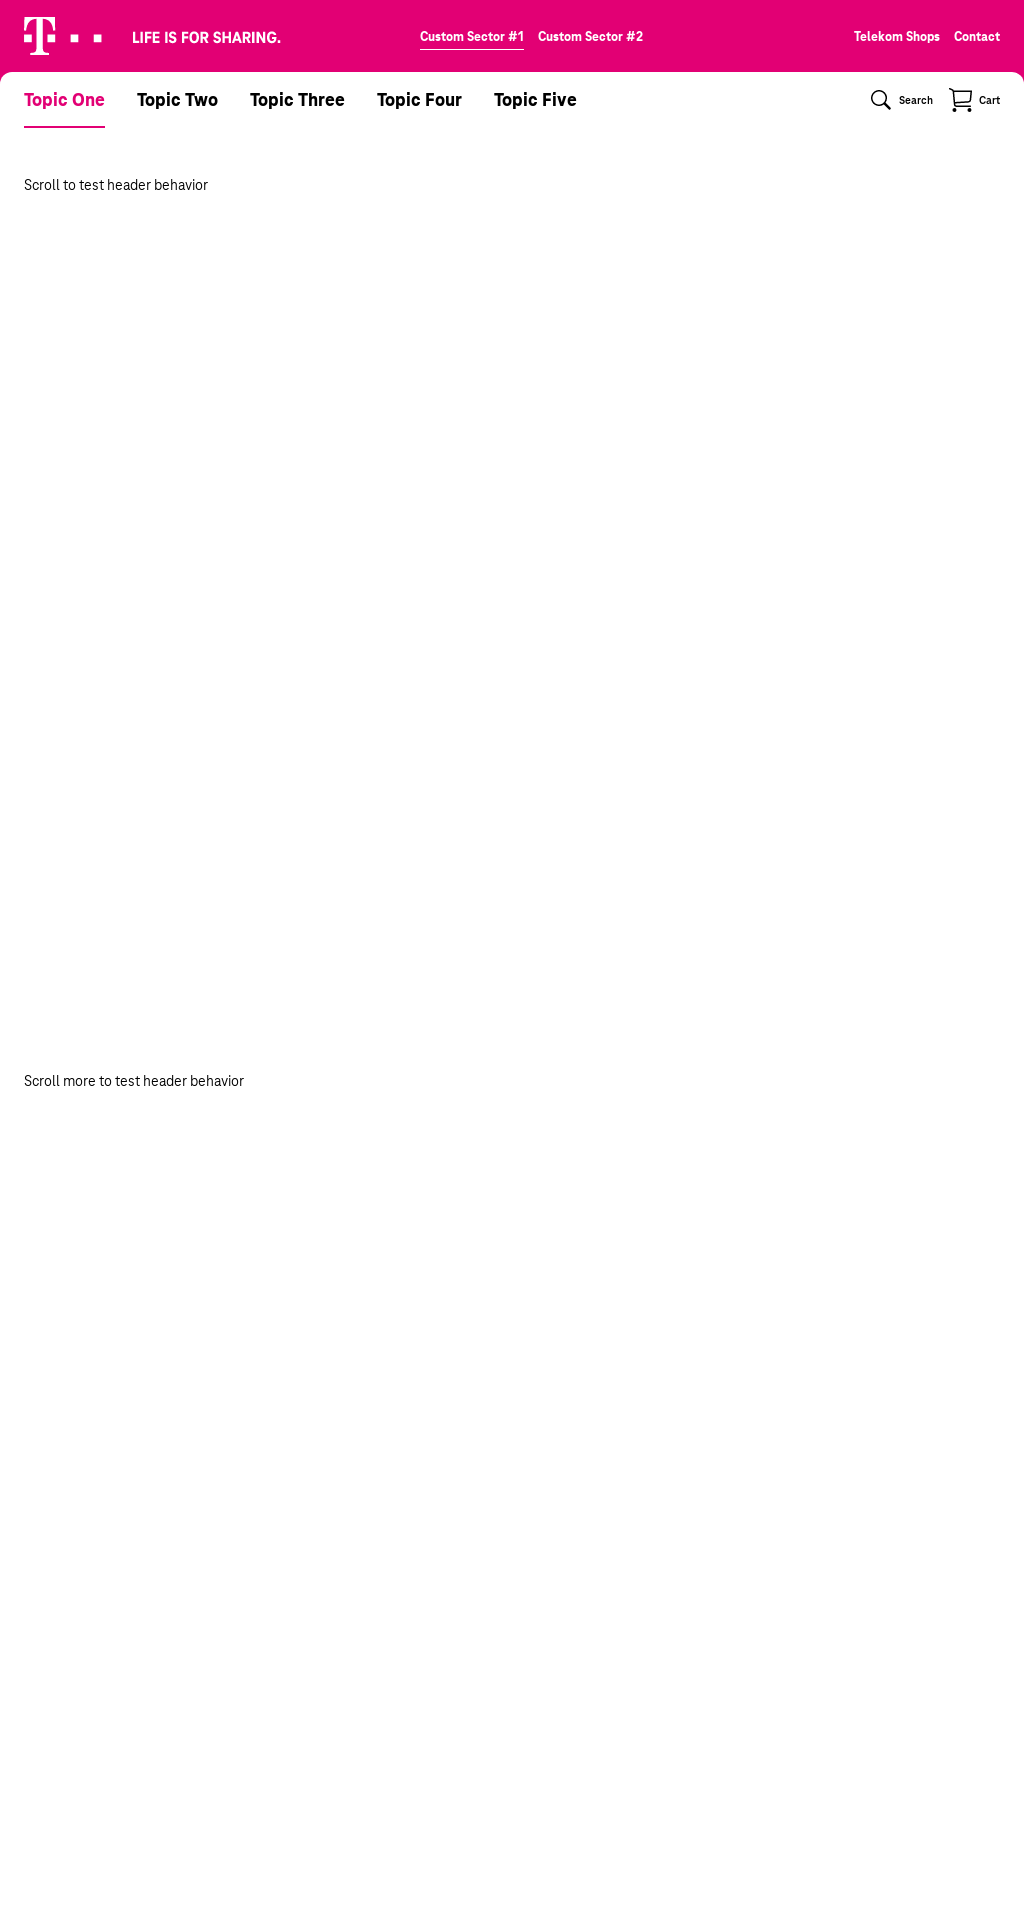 T LIFE IS FOR SHARING. Custom Sector #1 Custom Sector #2 Telekom Shops Contact
Topic One Topic Two Topic Three Topic Four Topic Five Search Cart
Scroll to test header behavior
Scroll more to test header behavior